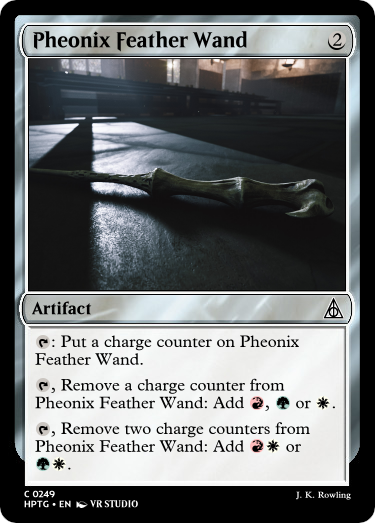 Pheonix Feather Wand 2
Artifact
: Put a charge counter on Pheonix
Feather Wand.
, Remove a charge counter from
Pheonix Feather Wand: Add , or .
, Remove two charge counters from
Pheonix Feather Wand: Add or
.
C 0249
HPTG • EN VR STUDIO
J. K. Rowling